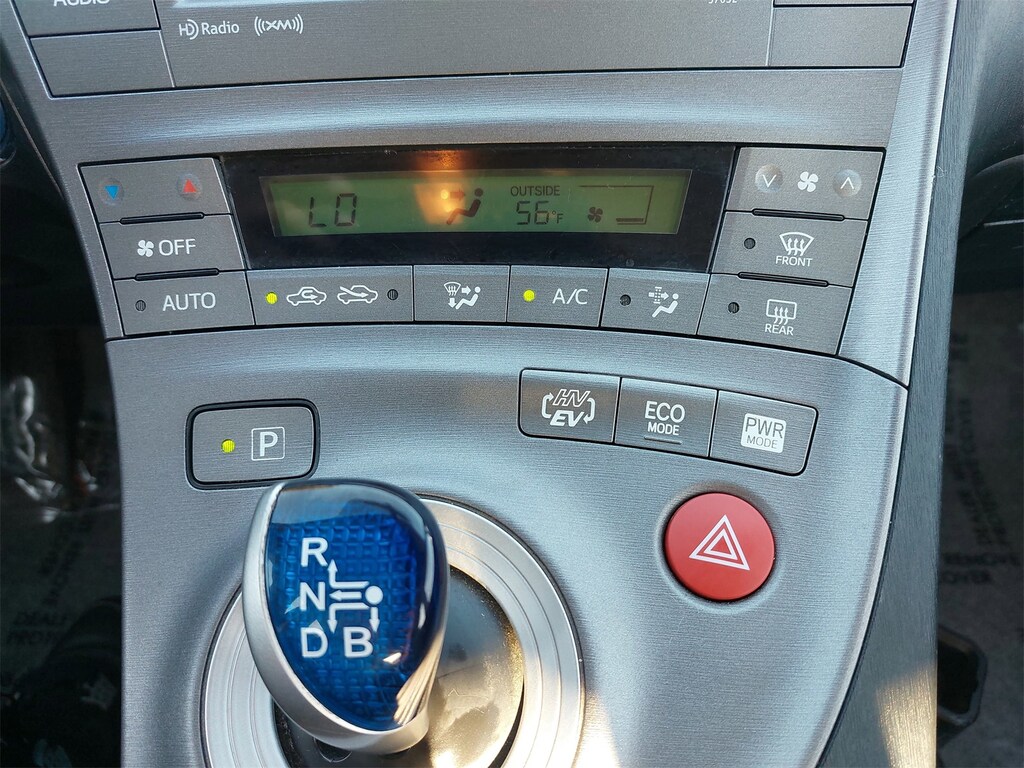 AUDIO
HD Radio ((XM))
LO OUTSIDE 56°F
OFF
FRONT
AUTO A/C
REAR
HV EV
ECO MODE
PWR MODE
P
R
N
D B